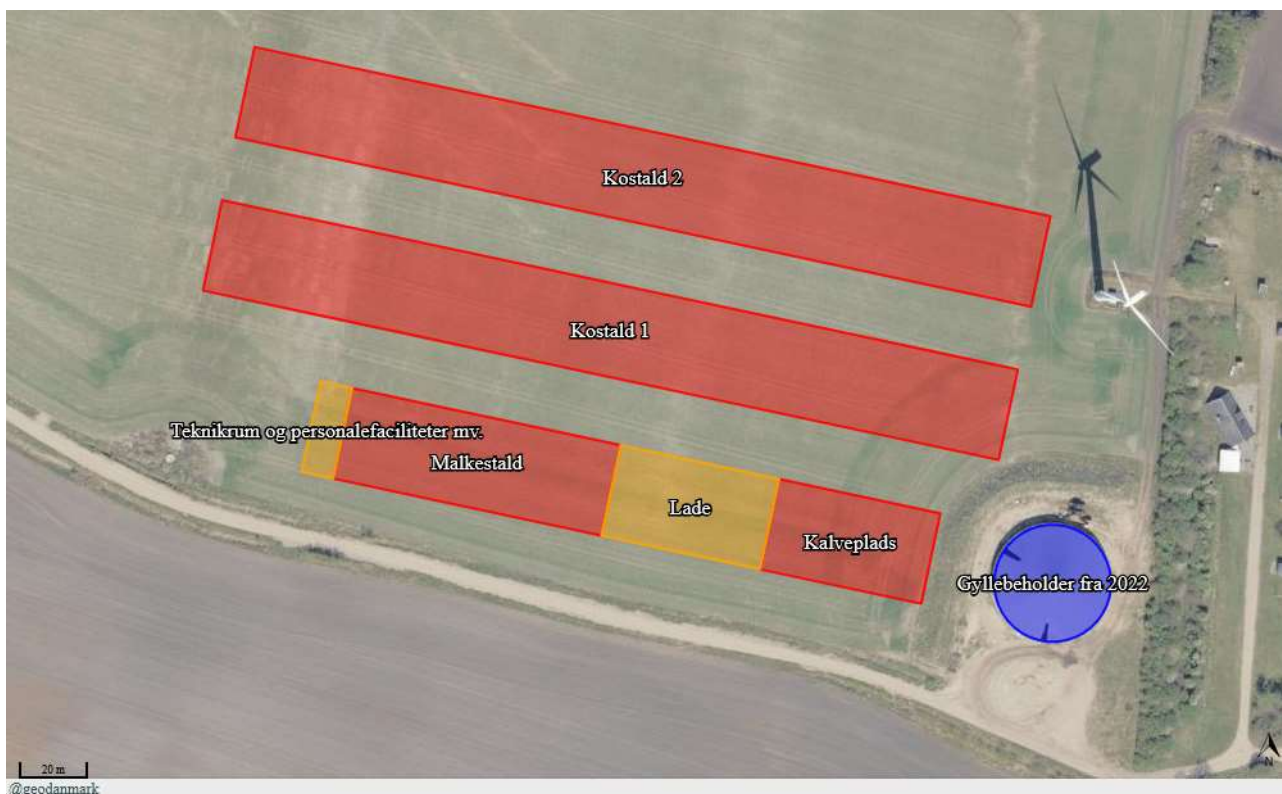 Kostald 2
Kostald 1
Teknikrum og personalefaciliteter mv.
Malkestald
Lade
Kalveplads
Gyllebeholder fra 2022
20 m
N
@geodanmark